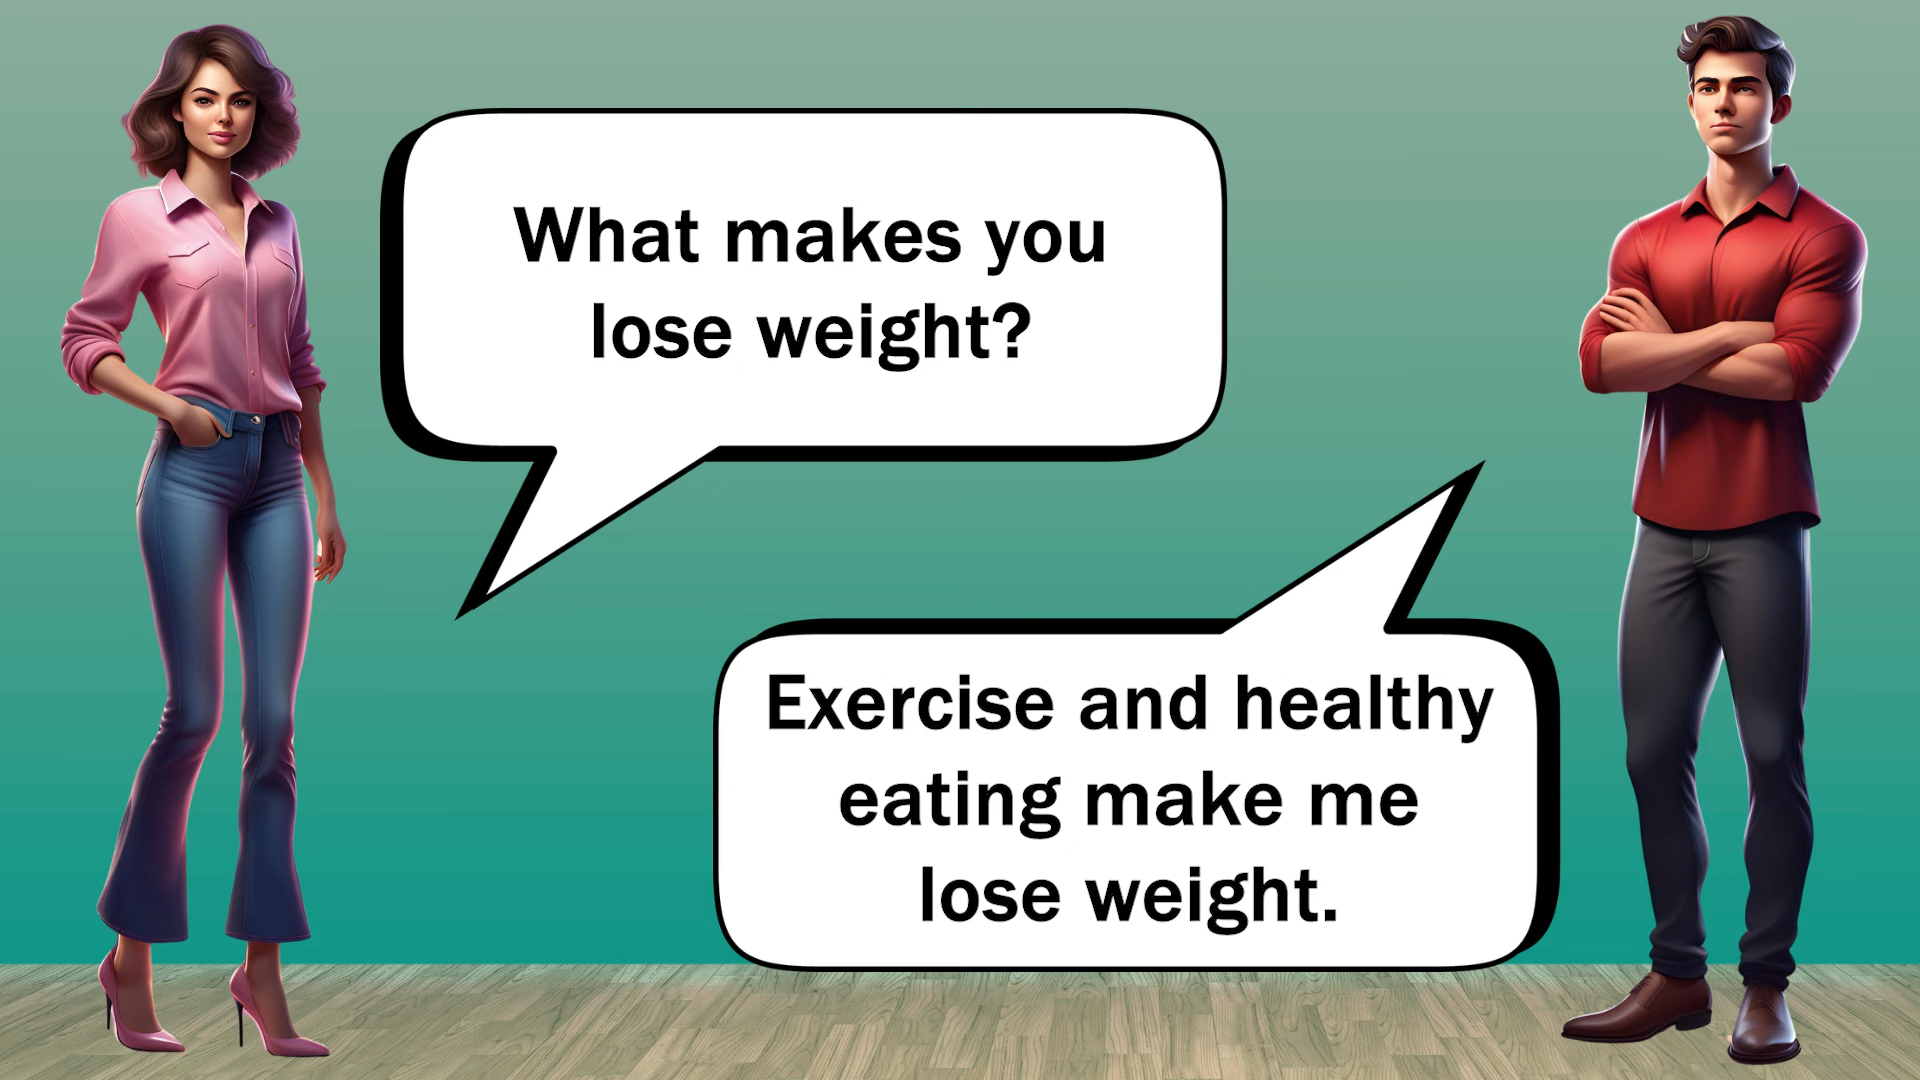 What makes you
lose weight?
Exercise and healthy
eating make me
lose weight.